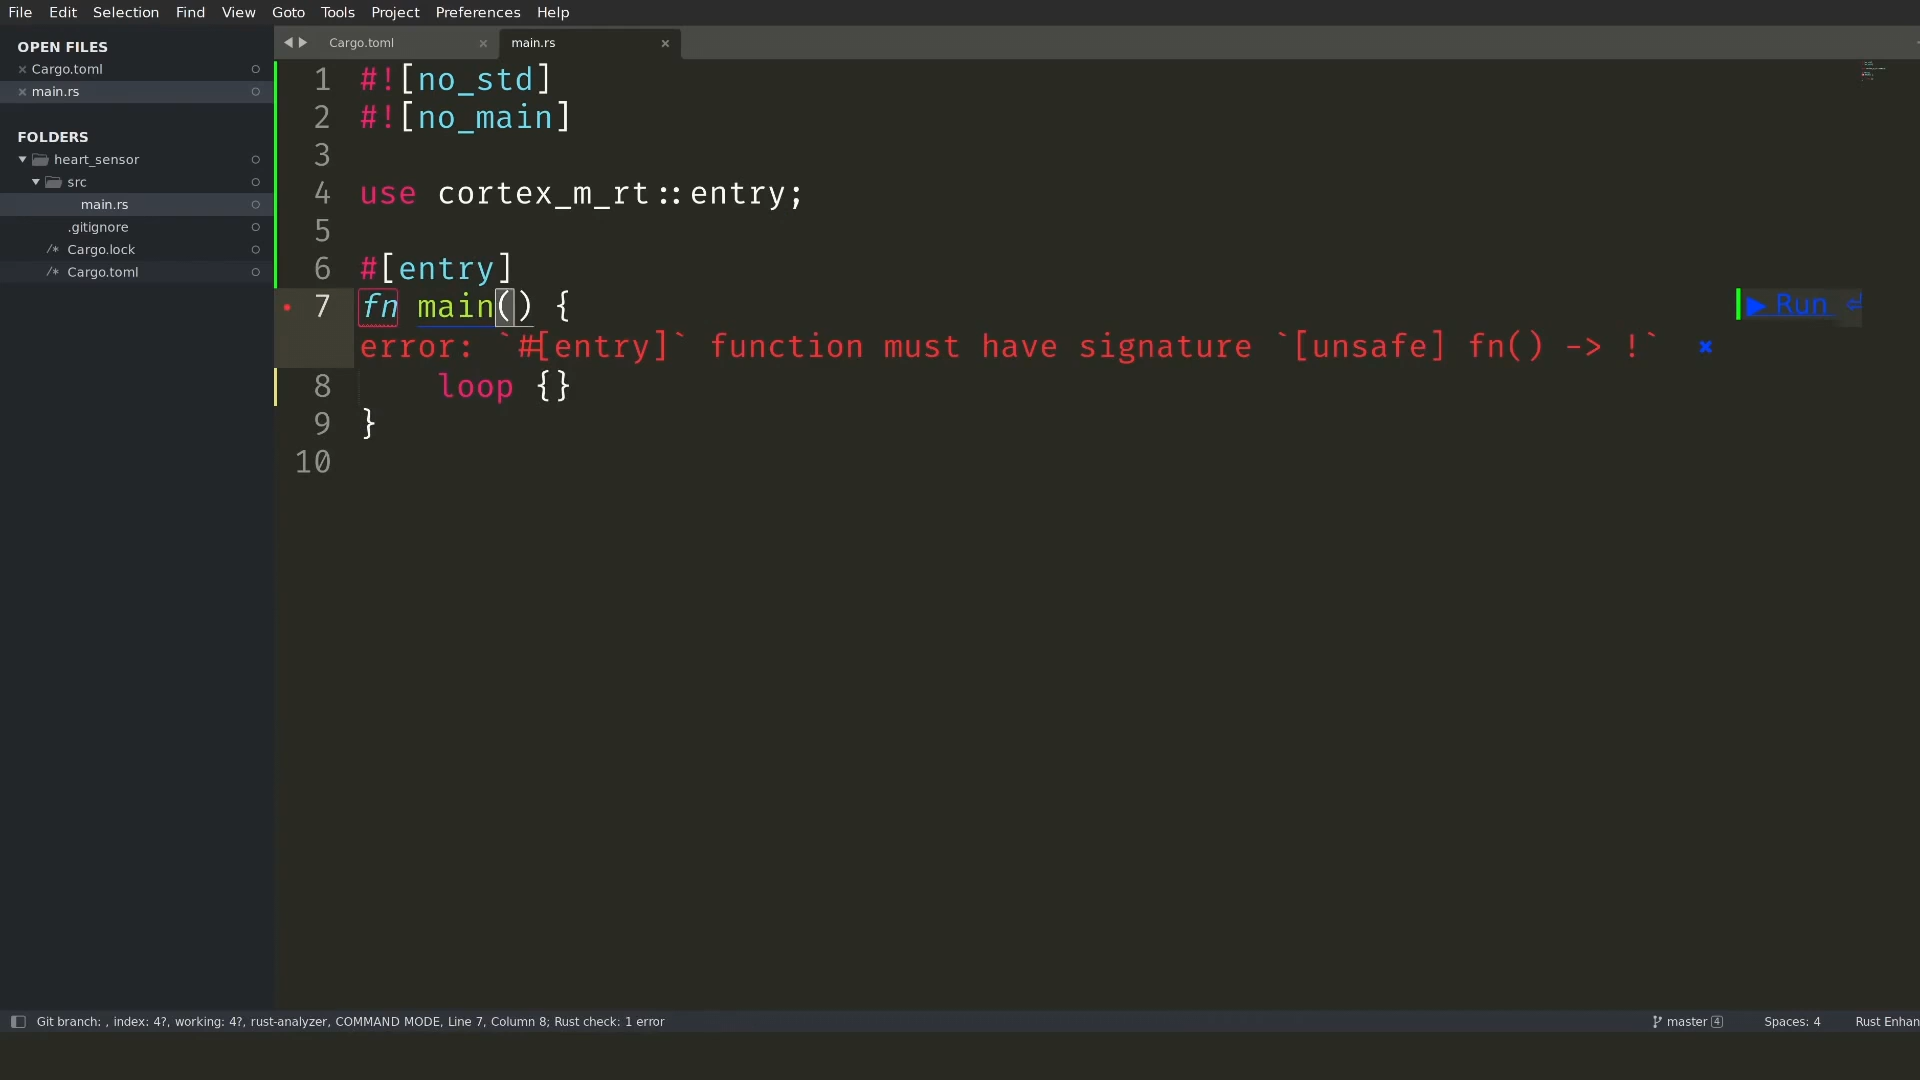 File Edit Selection Find View Goto Tools Project Preferences Help
OPEN FILES
Cargo.toml
main.rs
FOLDERS
heart_sensor
src
main.rs
.gitignore
/* Cargo.lock
/* Cargo.toml
Cargo.toml × main.rs ×
1 #![no_std]
2 #![no_main]
3
4 use cortex_m_rt::entry;
5
6 #[entry]
7 fn main() { ▶ Run
error: `#[entry]` function must have signature `[unsafe] fn() -> !` ×
8 loop {}
9 }
10
Git branch: , index: 4?, working: 4?, rust-analyzer, COMMAND MODE, Line 7, Column 8; Rust check: 1 error master 4 Spaces: 4 Rust Enhan